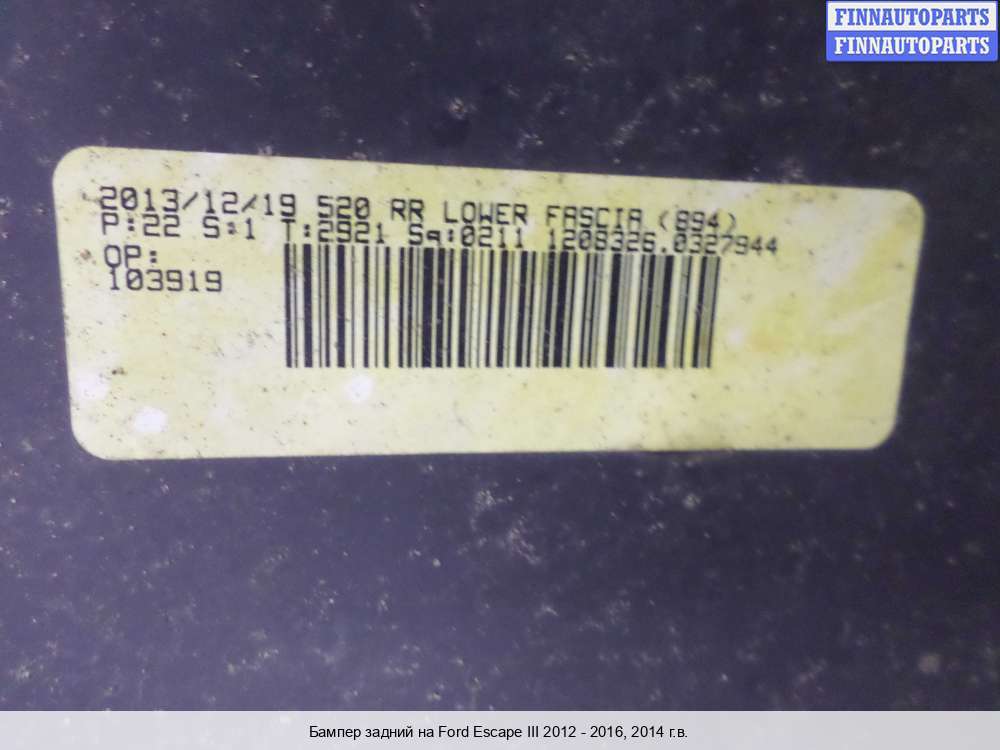 FINNAUTOPARTS
FINNAUTOPARTS
2013/12/19 520 RR LOWER FASCIA (894)
P:22 S:1 T:2921 Sq:0211 1208326.0327944
OP:
103919
Бампер задний на Ford Escape III 2012 - 2016, 2014 г.в.